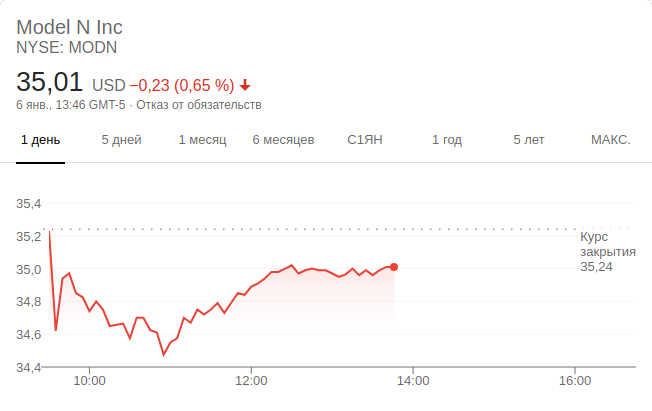 Model N Inc
NYSE: MODN
35,01 USD −0,23 (0,65 %)
6 янв., 13:46 GMT-5 · Отказ от обязательств
1 день 5 дней 1 месяц 6 месяцев С1ЯН 1 год 5 лет МАКС.
35,4
35,2
35,0
34,8
34,6
34,4
Курс
закрытия
35,24
10:00 12:00 14:00 16:00